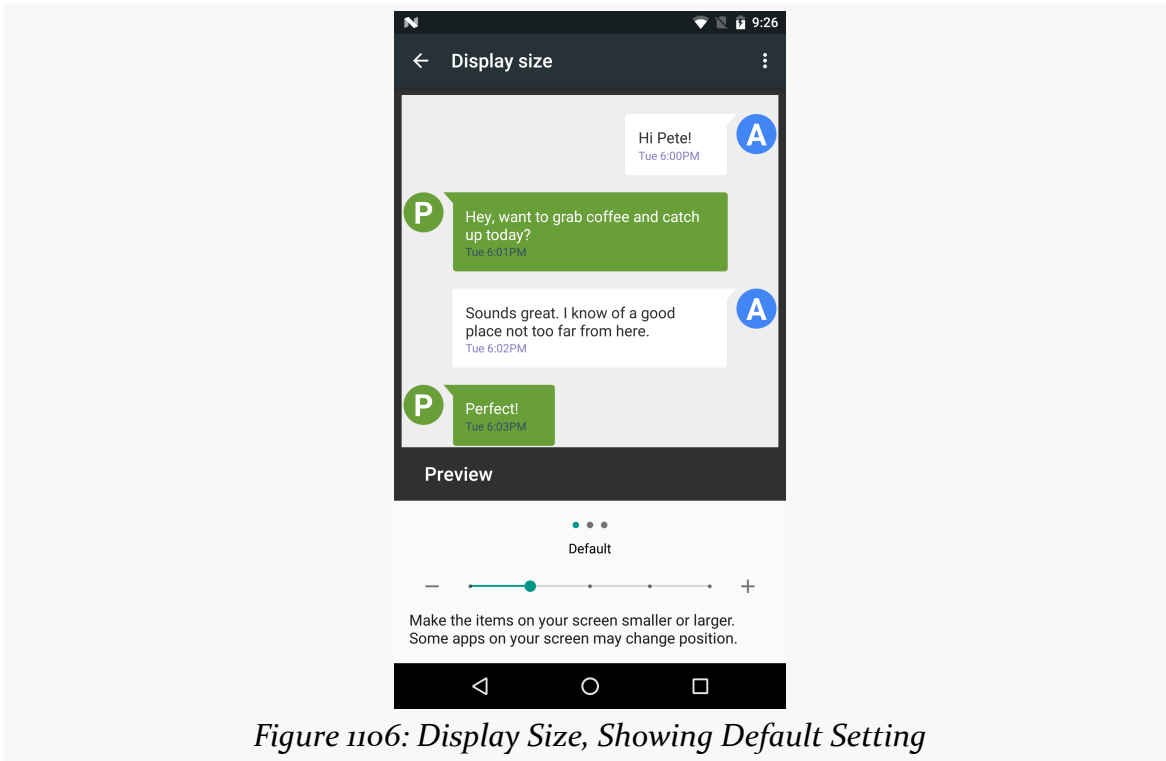 9:26
Display size
Hi Pete!
Tue 6:00PM
A
P
Hey, want to grab coffee and catch
up today?
Tue 6:01PM
Sounds great. I know of a good
place not too far from here.
Tue 6:02PM
A
P
Perfect!
Tue 6:03PM
Preview
Default
Make the items on your screen smaller or larger.
Some apps on your screen may change position.
Figure 1106: Display Size, Showing Default Setting